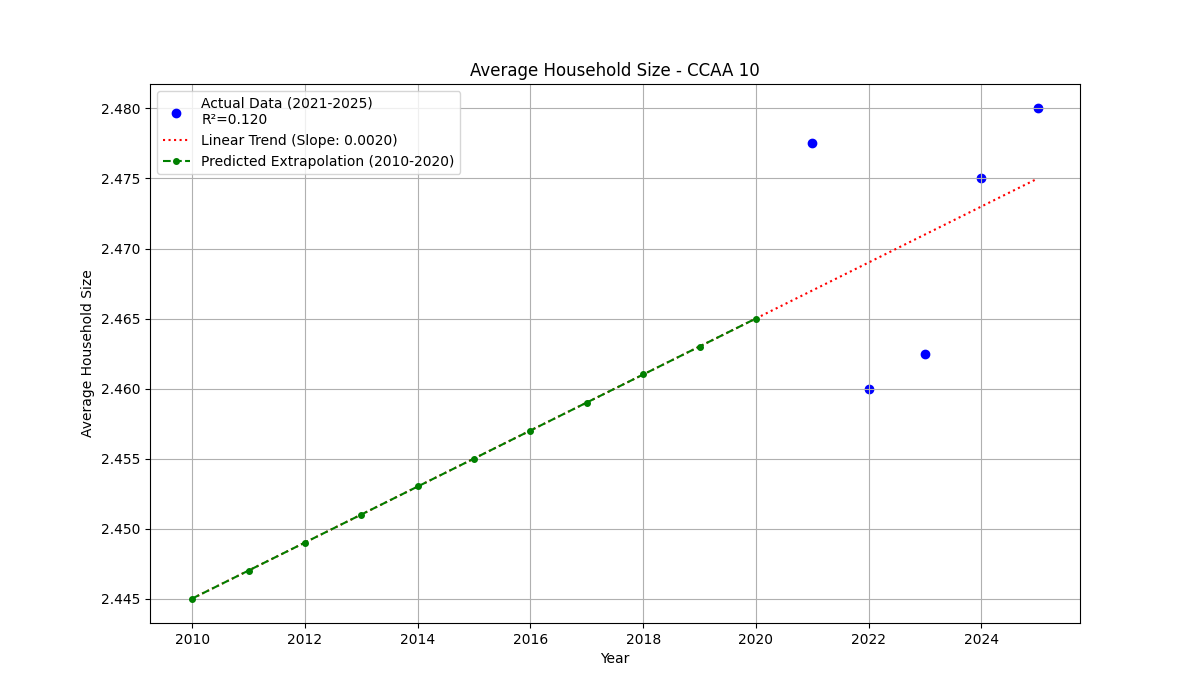 Average Household Size - CCAA 10
Actual Data (2021-2025)
R²=0.120
Linear Trend (Slope: 0.0020)
Predicted Extrapolation (2010-2020)
2.480
2.475
2.470
2.465
2.460
2.455
2.450
2.445
Average Household Size
2010 2012 2014 2016 2018 2020 2022 2024
Year